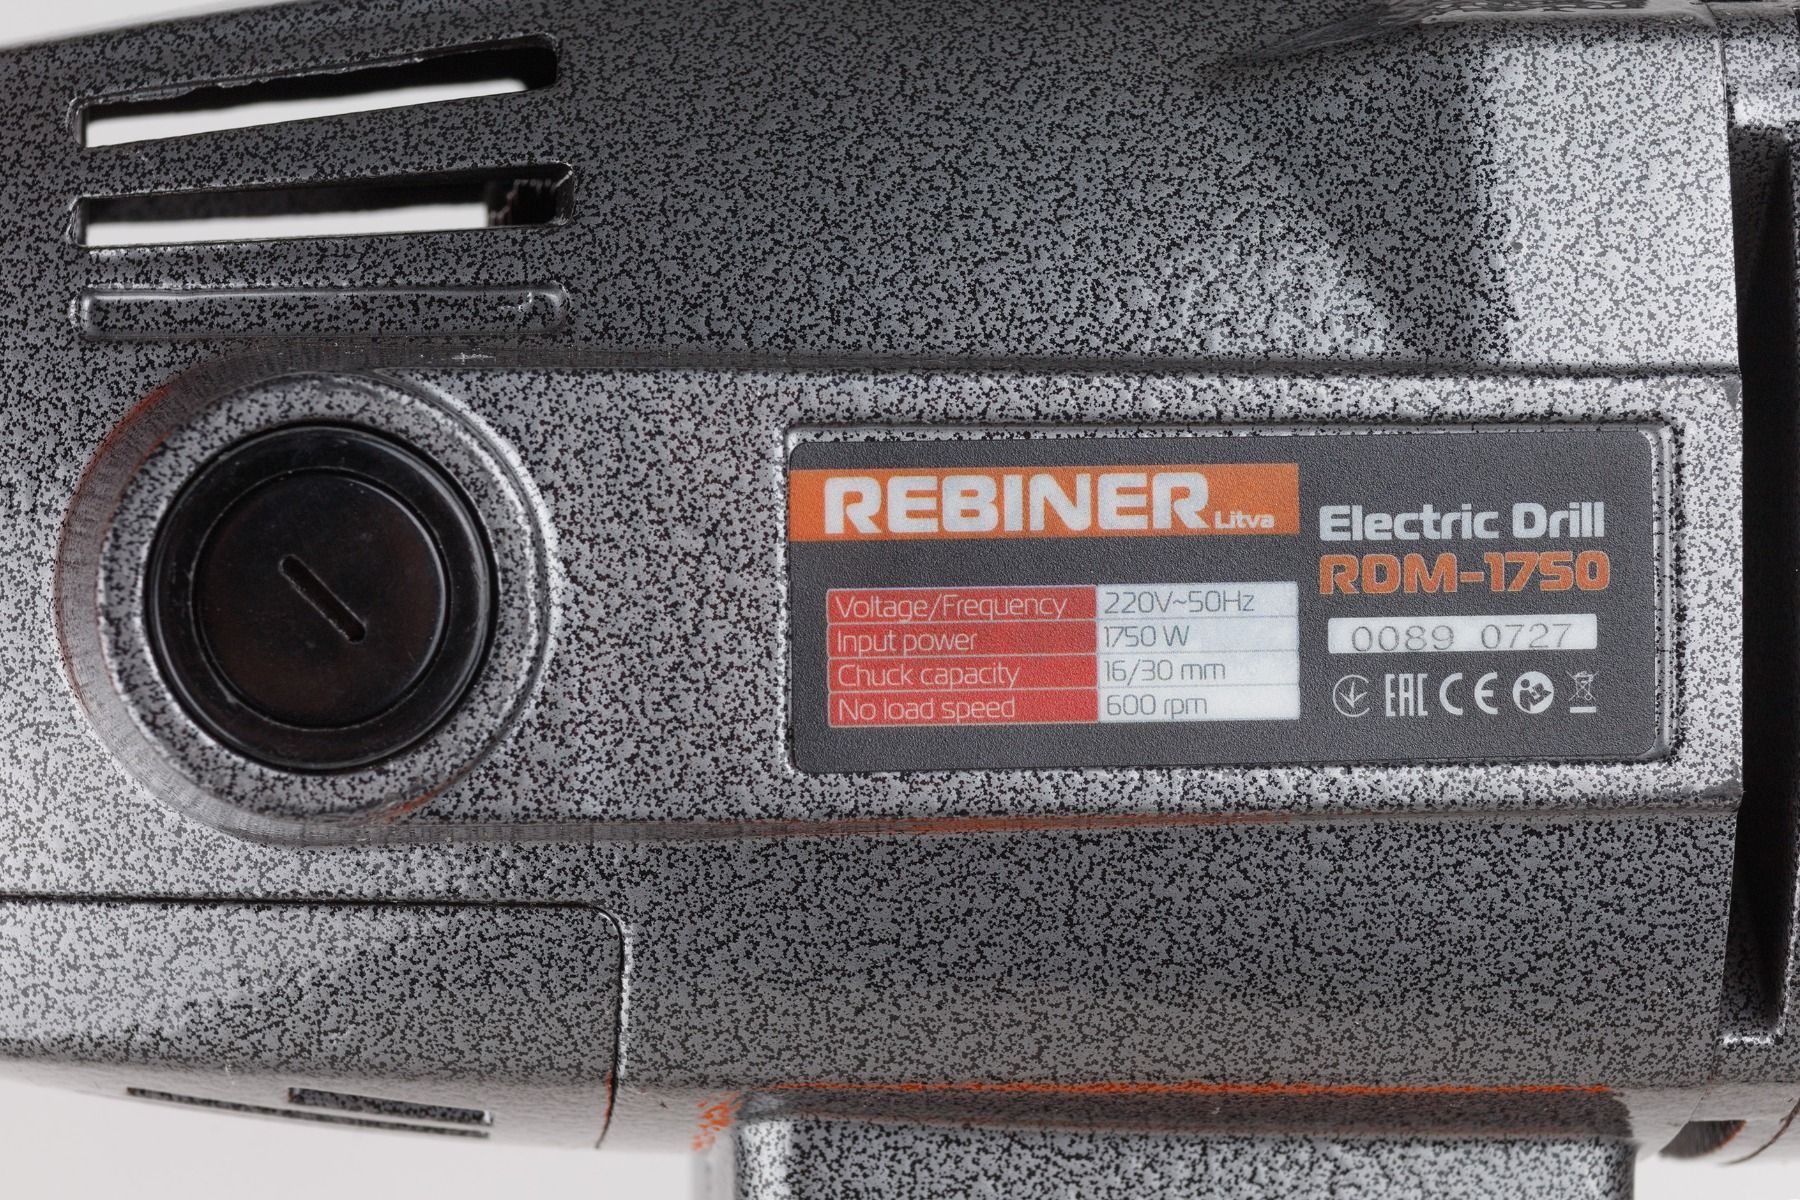 REBINER Litva
Electric Drill
RDM-1750
Voltage/Frequency 220V~50Hz
Input power 1750 W
Chuck capacity 16/30 mm
No load speed 600 rpm
0089 0727
EAC CE